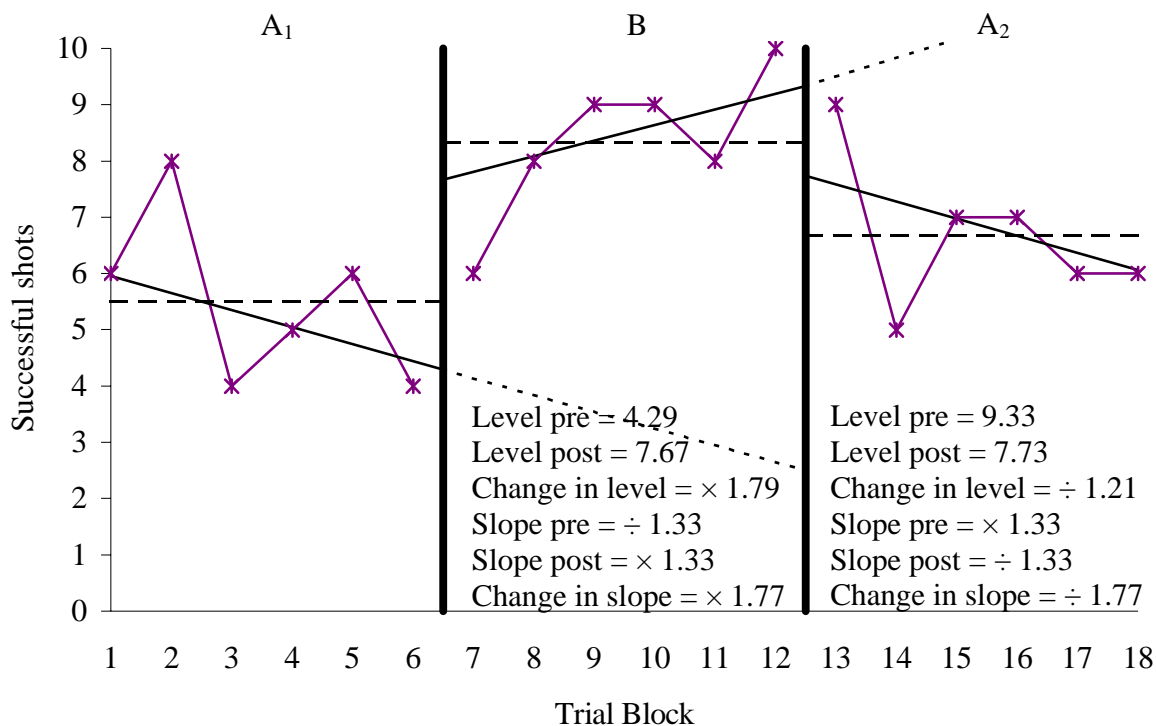 A₁ B A₂
10
9
8
7
6
5
4
3
2
1
0
Successful shots
Level pre = 4.29
Level post = 7.67
Change in level = × 1.79
Slope pre = ÷ 1.33
Slope post = × 1.33
Change in slope = × 1.77
Level pre = 9.33
Level post = 7.73
Change in level = ÷ 1.21
Slope pre = × 1.33
Slope post = ÷ 1.33
Change in slope = ÷ 1.77
1 2 3 4 5 6 7 8 9 10 11 12 13 14 15 16 17 18
Trial Block